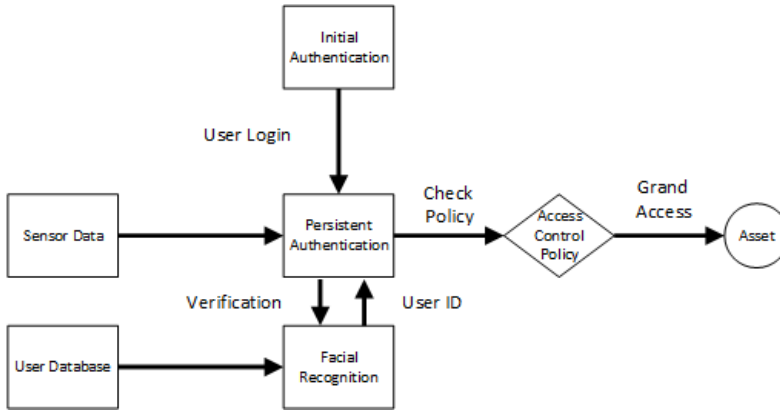 Initial
Authentication
User Login
Check
Policy
Grand
Access
Sensor Data
Persistent
Authentication
Access
Control
Policy
Asset
Verification
User ID
User Database
Facial
Recognition